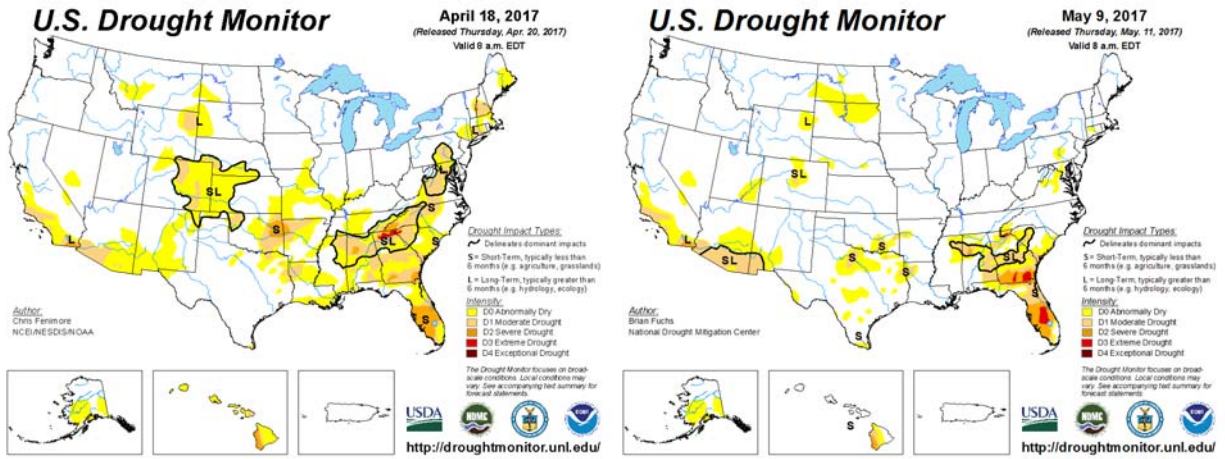 U.S. Drought Monitor
April 18, 2017
(Released Thursday, Apr. 20, 2017)
Valid 8 a.m. EDT
L
SL
L
L
S
L
SL
S
S
S
Drought Impact Types:
Delineates dominant impacts
S = Short-Term, typically less than
6 months (e.g. agriculture, grasslands)
L = Long-Term, typically greater than
6 months (e.g. hydrology, ecology)
Intensity:
D0 Abnormally Dry
D1 Moderate Drought
D2 Severe Drought
D3 Extreme Drought
D4 Exceptional Drought
Author:
Chris Fenimore
NCEI/NESDIS/NOAA
The Drought Monitor focuses on broad-
scale conditions. Local conditions may
vary. See accompanying text summary for
forecast statements.
USDA
NDMC
NOAA
http://droughtmonitor.unl.edu/
U.S. Drought Monitor
May 9, 2017
(Released Thursday, May. 11, 2017)
Valid 8 a.m. EDT
L
SL
L
SL
S
S
S
S
S
S
S
S
Drought Impact Types:
Delineates dominant impacts
S = Short-Term, typically less than
6 months (e.g. agriculture, grasslands)
L = Long-Term, typically greater than
6 months (e.g. hydrology, ecology)
Intensity:
D0 Abnormally Dry
D1 Moderate Drought
D2 Severe Drought
D3 Extreme Drought
D4 Exceptional Drought
Author:
Brian Fuchs
National Drought Mitigation Center
The Drought Monitor focuses on broad-
scale conditions. Local conditions may
vary. See accompanying text summary for
forecast statements.
USDA
NDMC
NOAA
http://droughtmonitor.unl.edu/